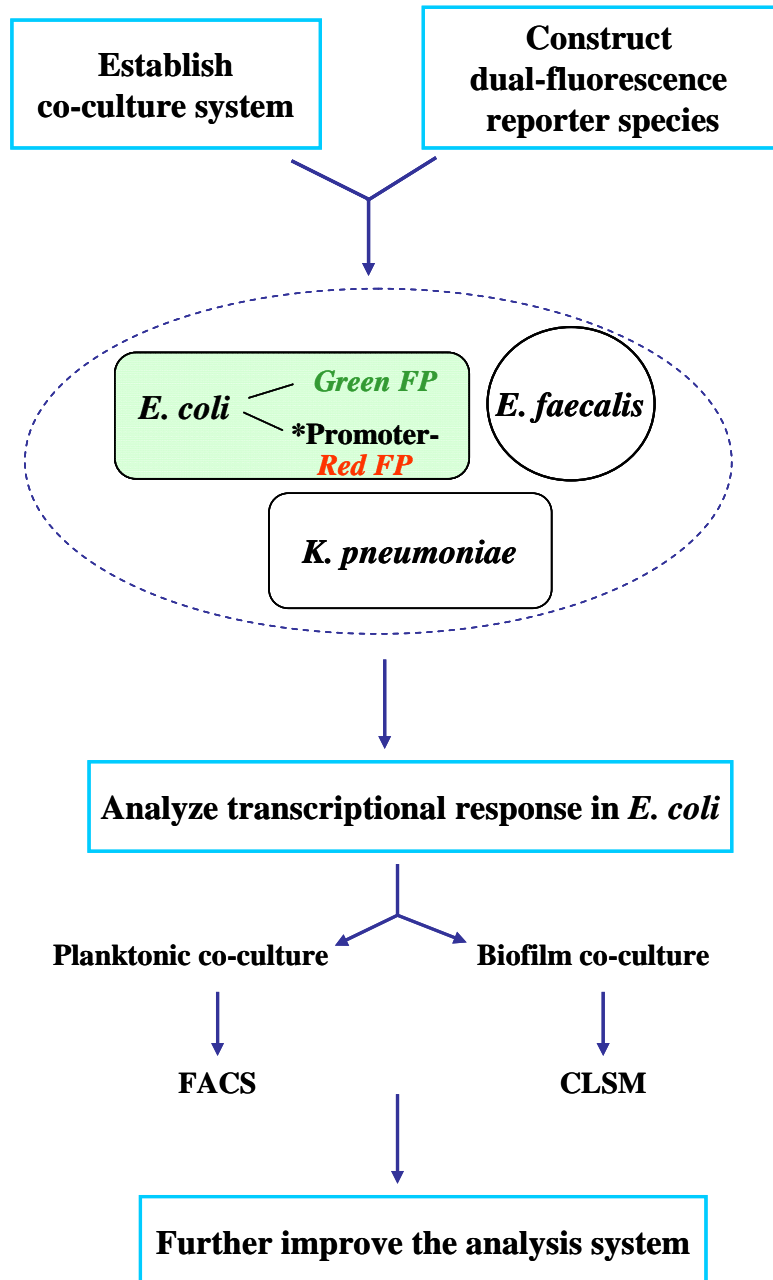 Establish
co-culture system
Construct
dual-fluorescence
reporter species
E. coli
Green FP
*Promoter-
Red FP
E. faecalis
K. pneumoniae
Analyze transcriptional response in E. coli
Planktonic co-culture
Biofilm co-culture
FACS
CLSM
Further improve the analysis system